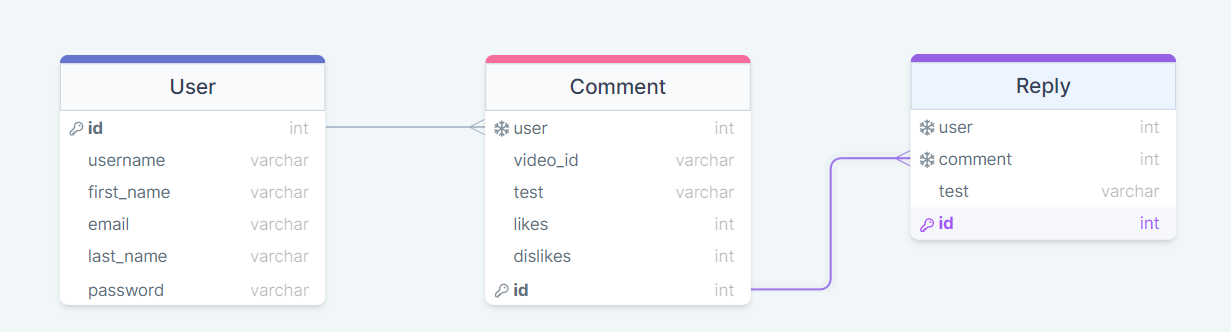 User
id int
username varchar
first_name varchar
email varchar
last_name varchar
password varchar
Comment
user int
video_id varchar
test varchar
likes int
dislikes int
id int
Reply
user int
comment int
test varchar
id int